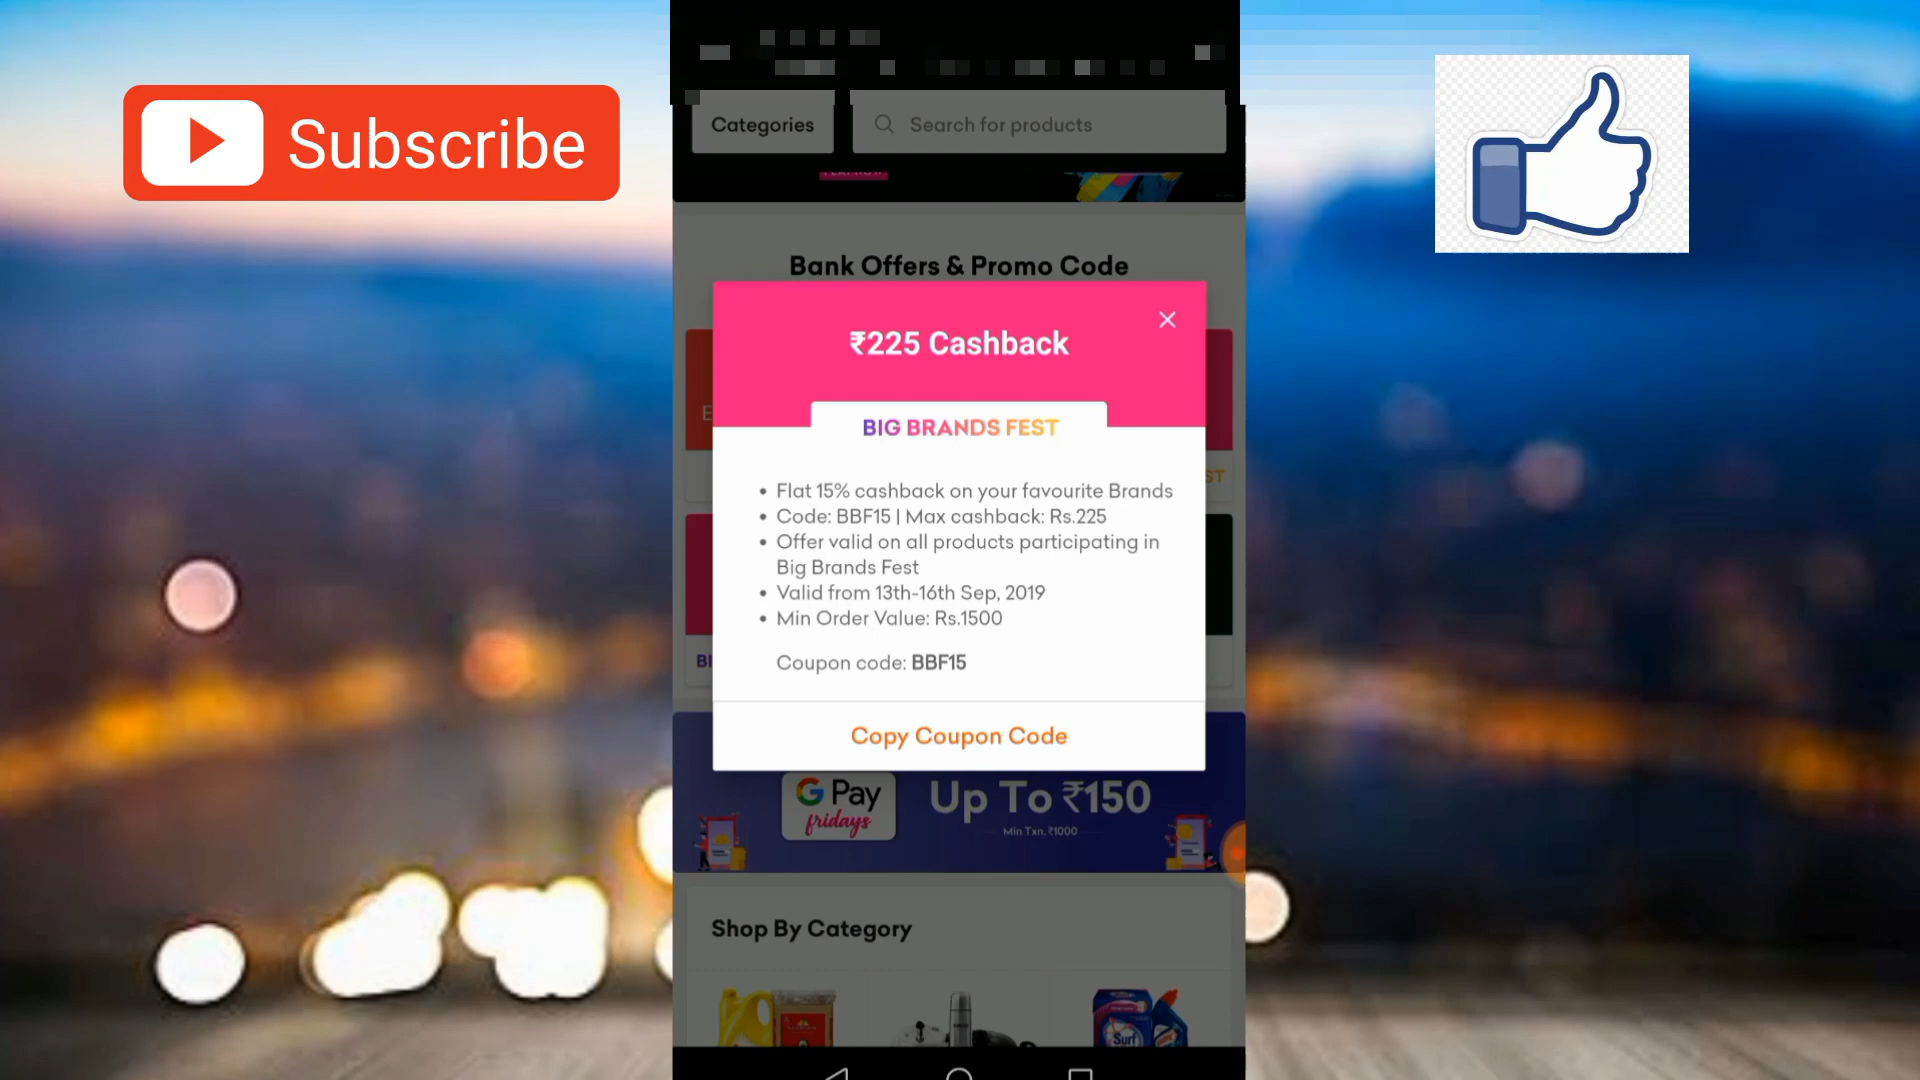 Subscribe
Categories
Search for products
Bank Offers & Promo Code
₹225 Cashback
BIG BRANDS FEST
• Flat 15% cashback on your favourite Brands
• Code: BBF15 | Max cashback: Rs.225
• Offer valid on all products participating in
Big Brands Fest
• Valid from 13th-16th Sep, 2019
• Min Order Value: Rs.1500
Coupon code: BBF15
Copy Coupon Code
E
ST
BI
G Pay
fridays
Up To ₹150
Min Txn. ₹1000
Shop By Category
Surf